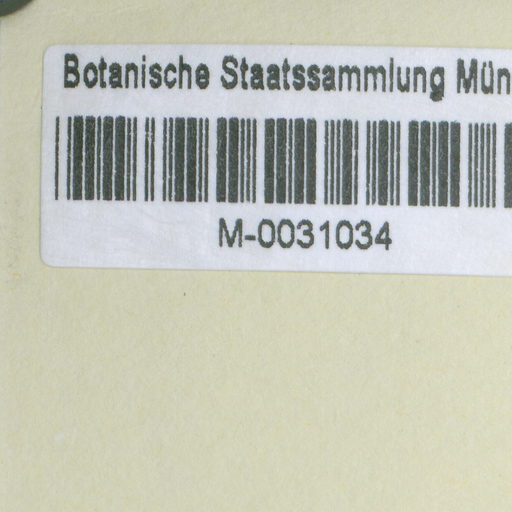 Botanische Staatssammlung Mün
M-0031034